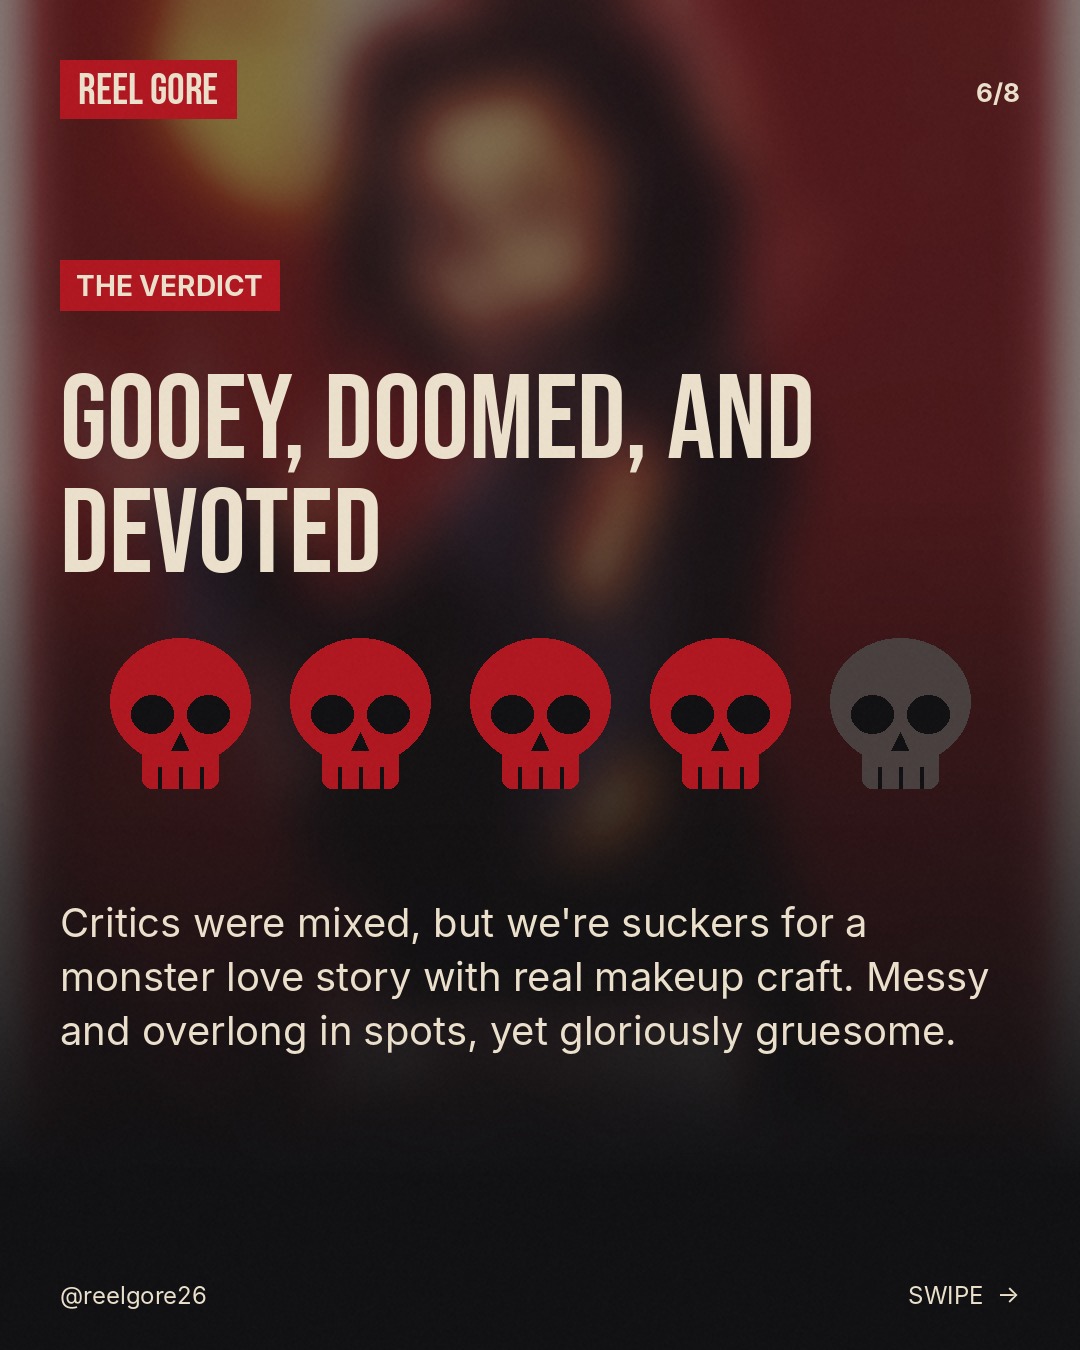 REEL GORE
6/8
THE VERDICT
GOOEY, DOOMED, AND
DEVOTED
Critics were mixed, but we're suckers for a
monster love story with real makeup craft. Messy
and overlong in spots, yet gloriously gruesome.
@reelgore26
SWIPE →